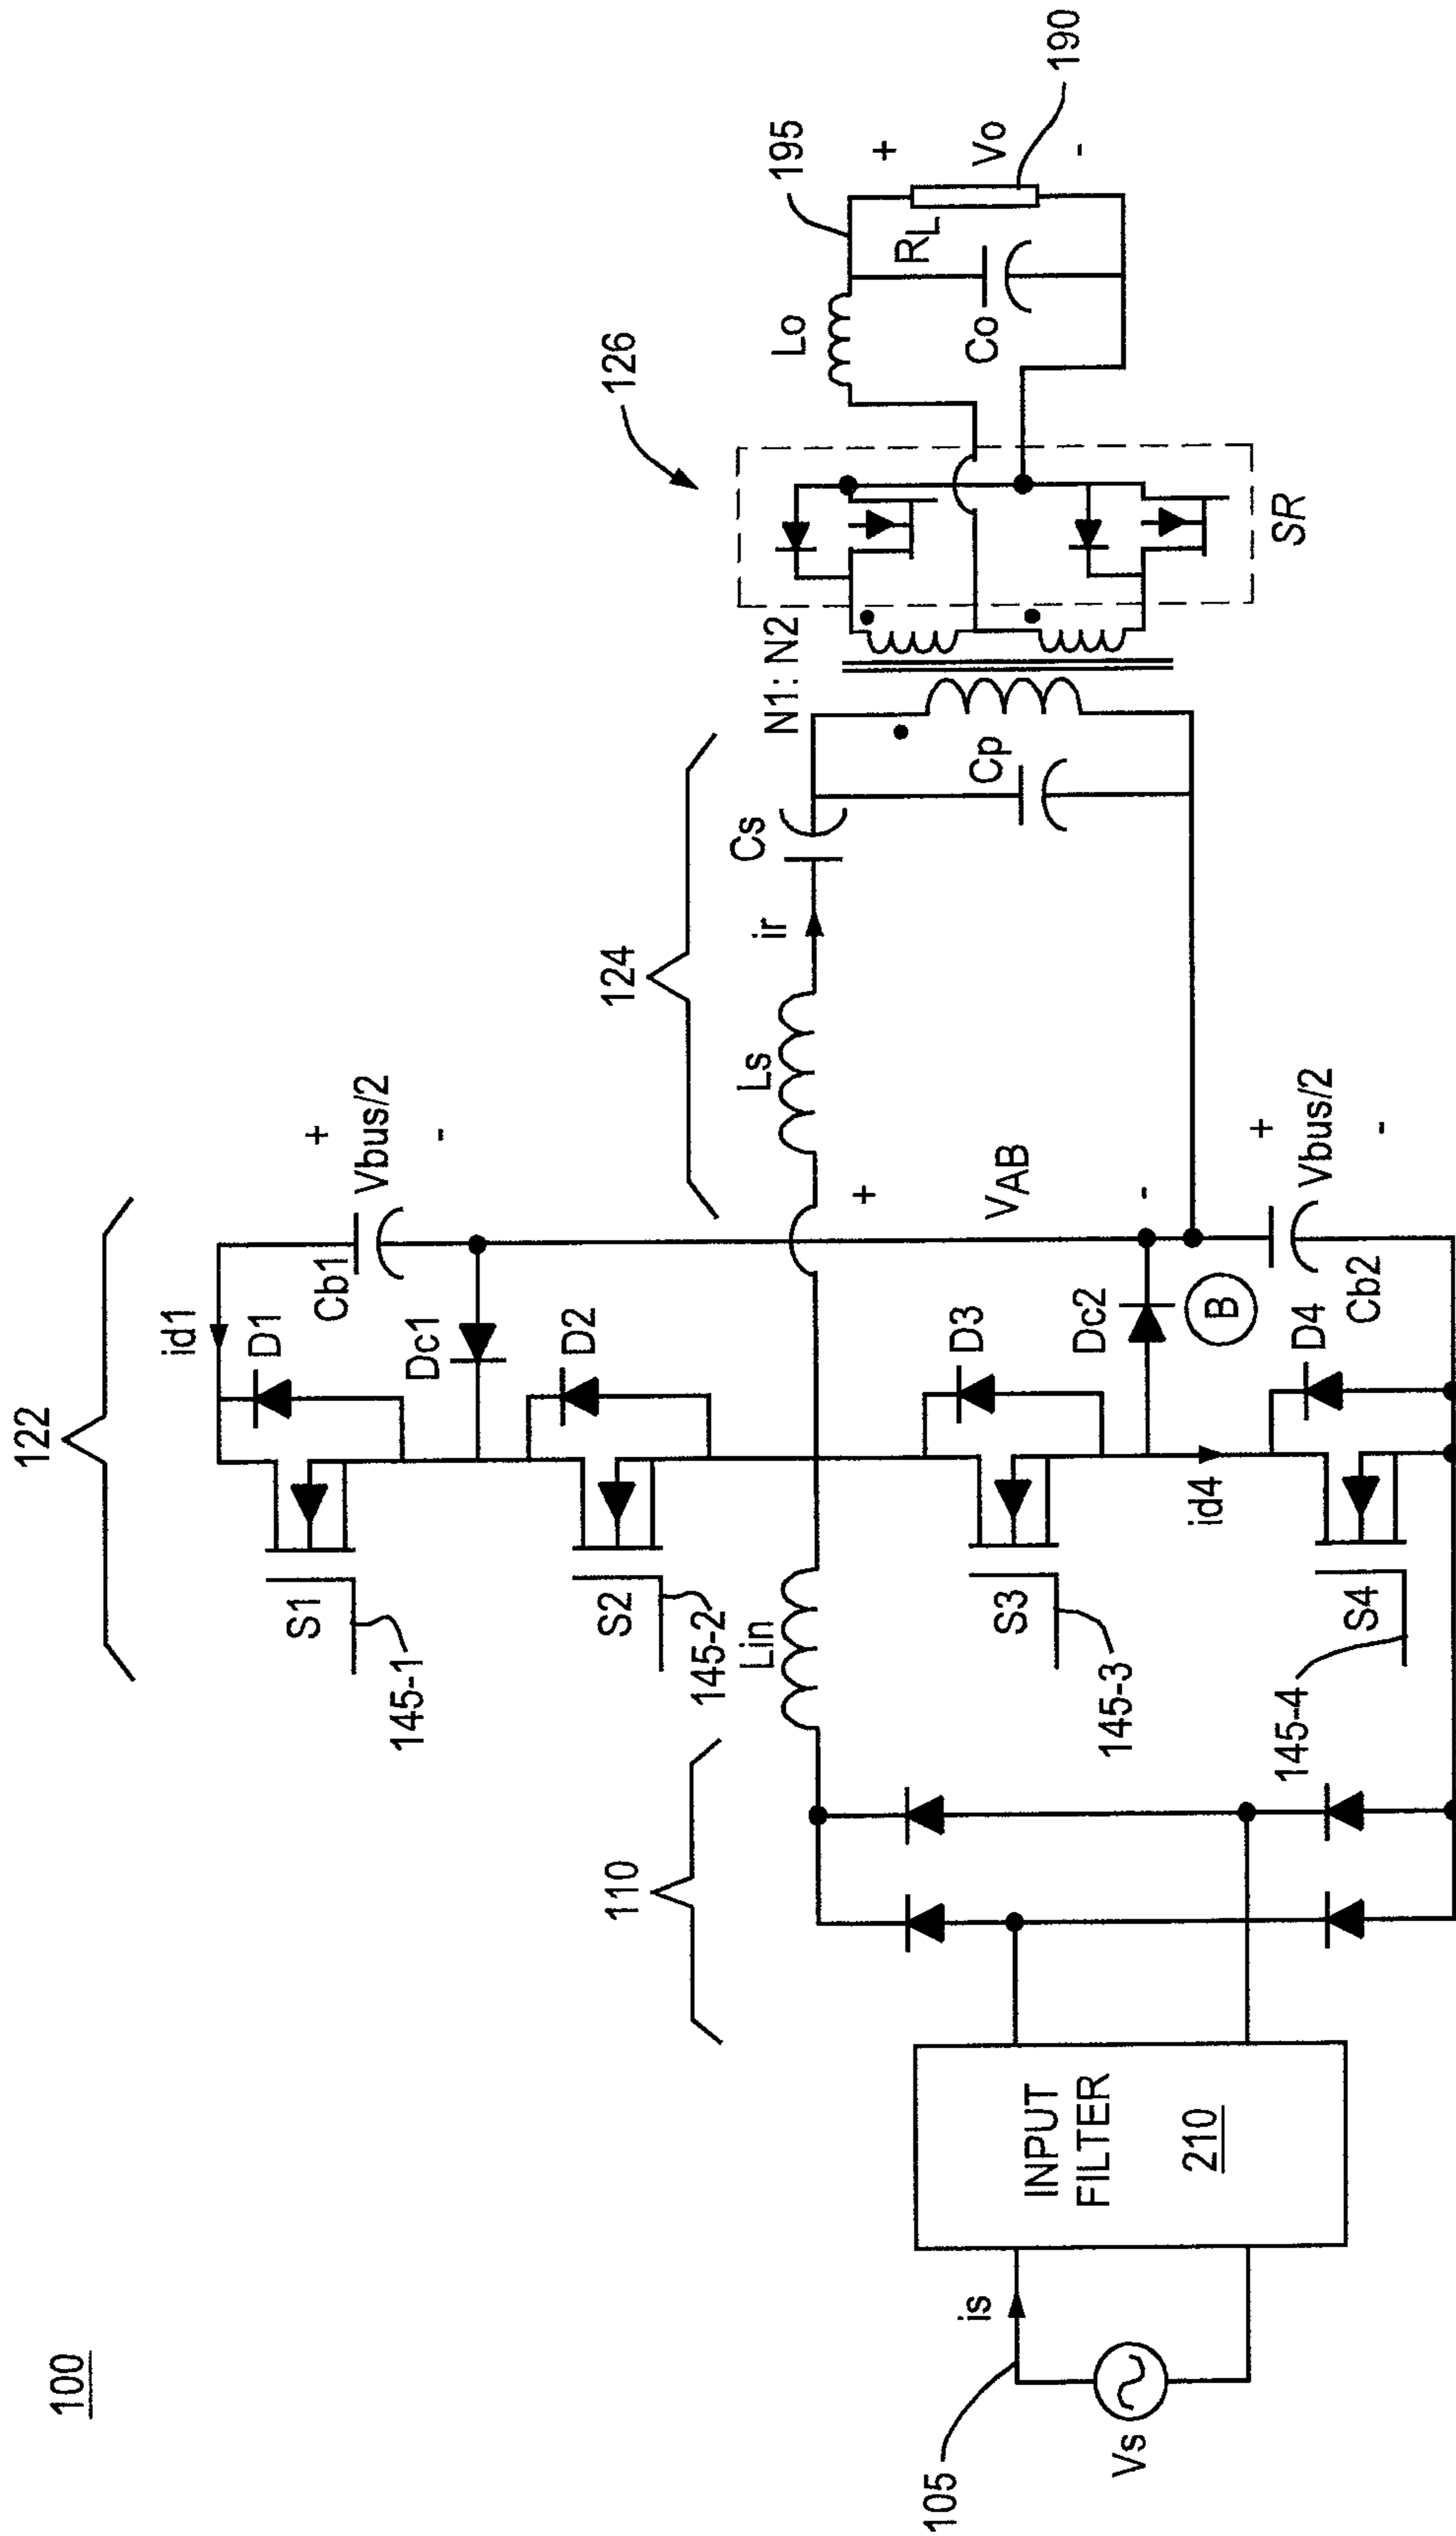 100
122
id1
D1
Cb1
+
Vbus/2
-
S1
145-1
Dc1
D2
S2
145-2
110
Lin
124
Ls
ir
Cs
+
VAB
-
N1: N2
Cp
126
SR
Lo
Co
RL
195
+
Vo
-
190
D3
S3
145-3
Dc2
B
id4
D4
S4
145-4
Cb2
+
Vbus/2
-
INPUT
FILTER
210
is
105
Vs